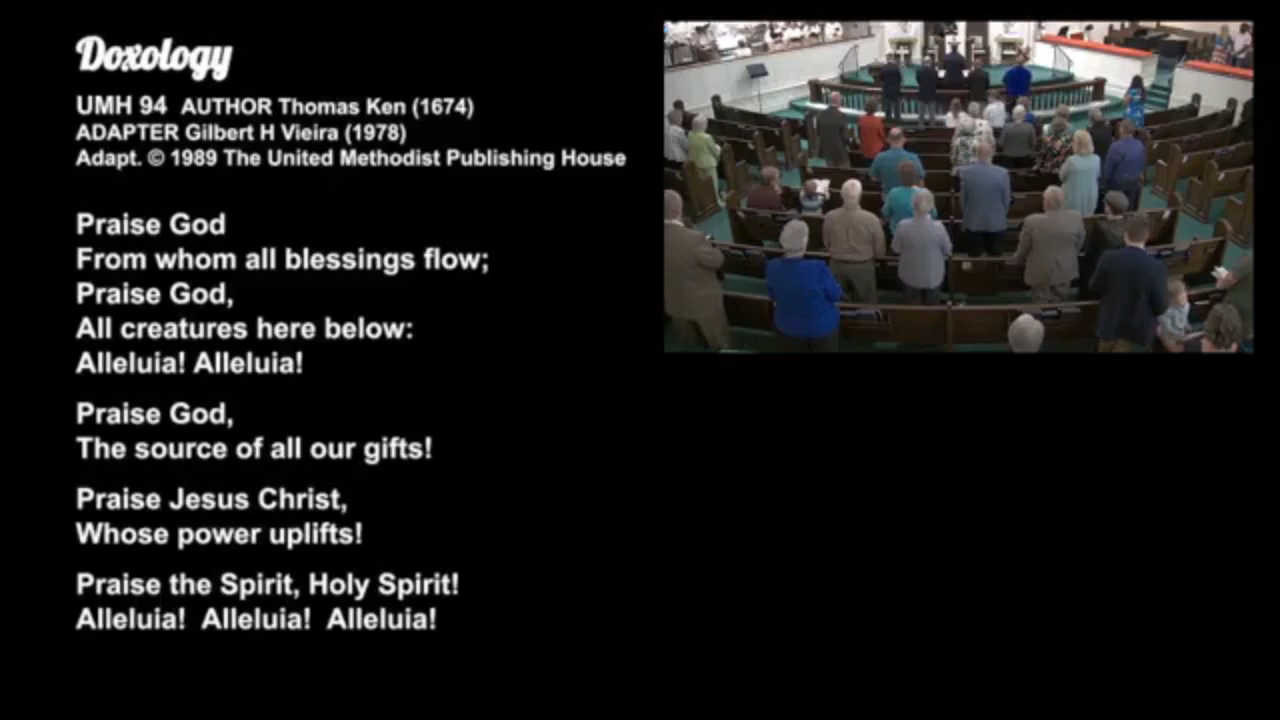 Doxology
UMH 94 AUTHOR Thomas Ken (1674)
ADAPTER Gilbert H Vieira (1978)
Adapt. © 1989 The United Methodist Publishing House
Praise God
From whom all blessings flow;
Praise God,
All creatures here below:
Alleluia! Alleluia!
Praise God,
The source of all our gifts!
Praise Jesus Christ,
Whose power uplifts!
Praise the Spirit, Holy Spirit!
Alleluia! Alleluia! Alleluia!